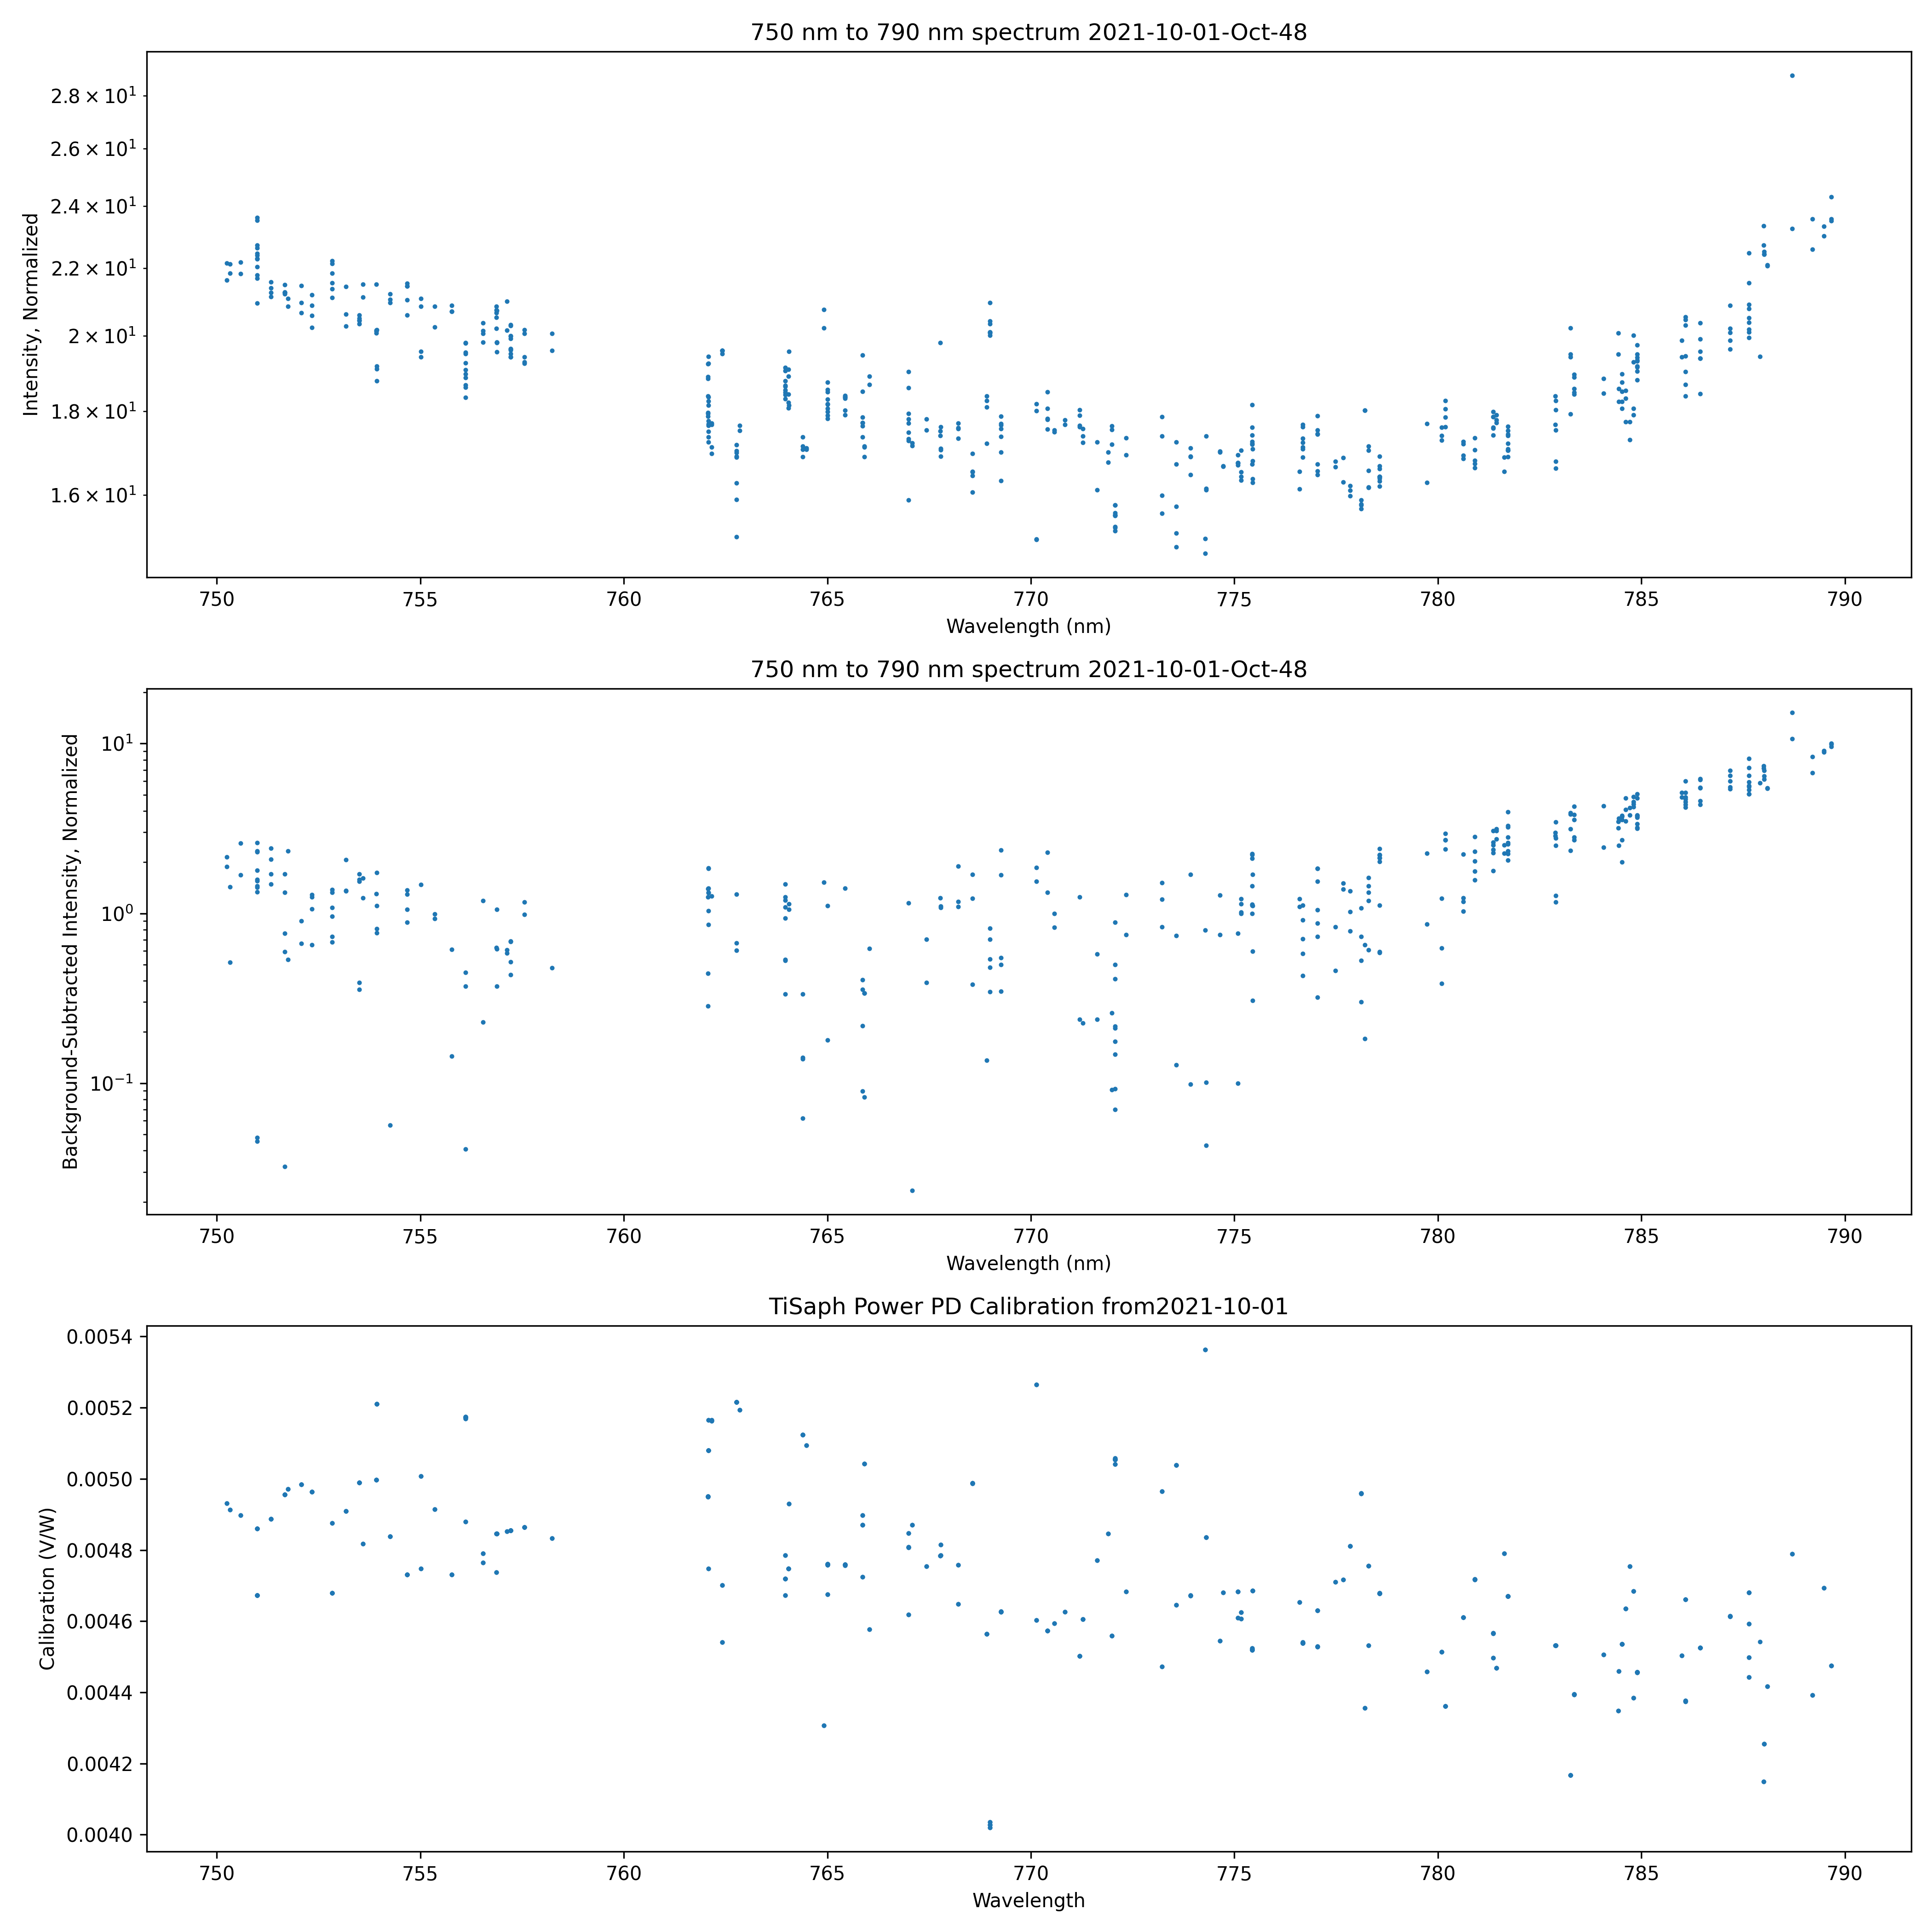 750 nm to 790 nm spectrum 2021-10-01-Oct-48
Intensity, Normalized
2.8 × 10¹
2.6 × 10¹
2.4 × 10¹
2.2 × 10¹
2 × 10¹
1.8 × 10¹
1.6 × 10¹
750 755 760 765 770 775 780 785 790
Wavelength (nm)
750 nm to 790 nm spectrum 2021-10-01-Oct-48
Background-Subtracted Intensity, Normalized
10¹
10⁰
10⁻¹
750 755 760 765 770 775 780 785 790
Wavelength (nm)
TiSaph Power PD Calibration from2021-10-01
Calibration (V/W)
0.0054
0.0052
0.0050
0.0048
0.0046
0.0044
0.0042
0.0040
750 755 760 765 770 775 780 785 790
Wavelength